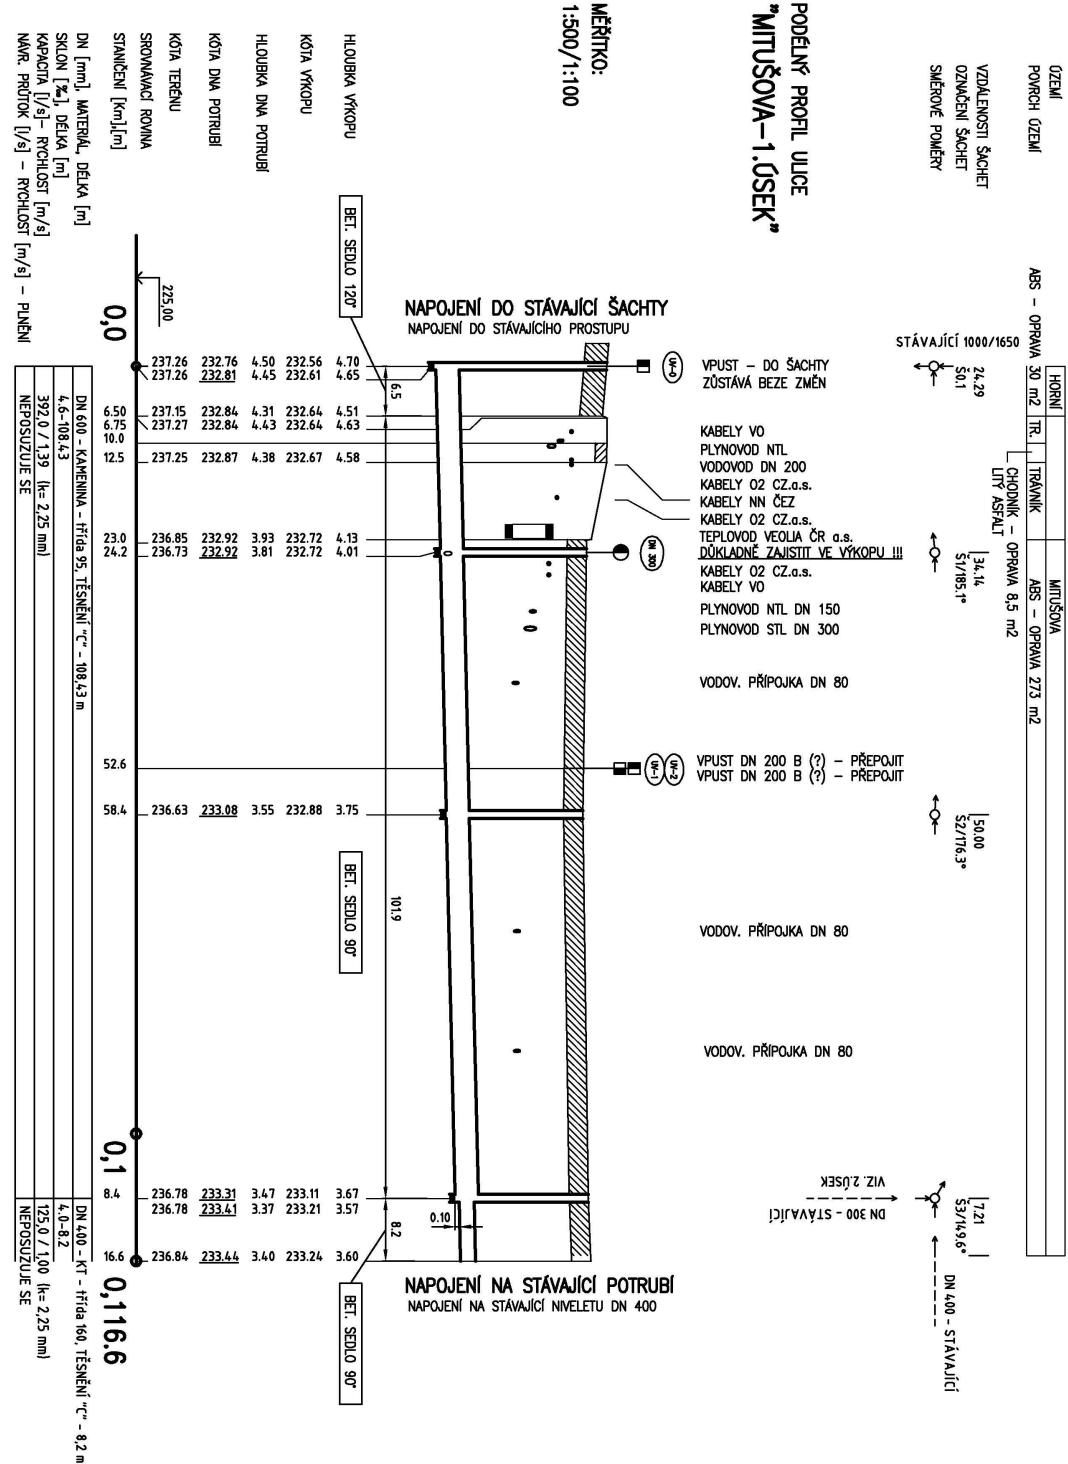 PODÉLNÝ PROFIL ULICE
"MITUŠOVA-1.ÚSEK"
MĚŘÍTKO:
1:500/1:100
ÚZEMÍ
POVRCH ÚZEMÍ
VZDÁLENOSTI ŠACHET
OZNAČENÍ ŠACHET
SMĚROVÉ POMĚRY
HORNÍ
TR.
TRÁVNÍK
MITUŠOVA
ABS - OPRAVA 30 m2
ABS - OPRAVA 273 m2
CHODNÍK - OPRAVA 8,5 m2
LITÝ ASFALT
STÁVAJÍCÍ 1000/1650
24.29
Š0.1
34.14
Š1/185.1°
50.00
Š2/176.3°
7.21
Š3/149.6°
VIZ. 2.ÚSEK
DN 300 - STÁVAJÍCÍ
DN 400 - STÁVAJÍCÍ
NAPOJENÍ DO STÁVAJÍCÍ ŠACHTY
NAPOJENÍ DO STÁVAJÍCÍHO PROSTUPU
UV-0
VPUST - DO ŠACHTY
ZŮSTÁVÁ BEZE ZMĚN
KABELY VO
PLYNOVOD NTL
VODOVOD DN 200
KABELY O2 CZ.a.s.
KABELY NN ČEZ
KABELY O2 CZ.a.s.
TEPLOVOD VEOLIA ČR a.s.
DŮKLADNĚ ZAJISTIT VE VÝKOPU !!!
DN 300
KABELY O2 CZ.a.s.
KABELY VO
PLYNOVOD NTL DN 150
PLYNOVOD STL DN 300
VODOV. PŘÍPOJKA DN 80
UV-1
UV-2
VPUST DN 200 B (?) - PŘEPOJIT
VPUST DN 200 B (?) - PŘEPOJIT
VODOV. PŘÍPOJKA DN 80
VODOV. PŘÍPOJKA DN 80
NAPOJENÍ NA STÁVAJÍCÍ POTRUBÍ
NAPOJENÍ NA STÁVAJÍCÍ NIVELETU DN 400
BET. SEDLO 120°
BET. SEDLO 90°
BET. SEDLO 90°
6.5
101.9
8.2
0.10
HLOUBKA VÝKOPU
KÓTA VÝKOPU
HLOUBKA DNA POTRUBÍ
KÓTA DNA POTRUBÍ
KÓTA TERÉNU
SROVNÁVACÍ ROVINA
STANIČENÍ [Km],[m]
DN [mm], MATERIÁL, DÉLKA [m]
SKLON [‰], DÉLKA [m]
KAPACITA [l/s]- RYCHLOST [m/s]
NÁVR. PRŮTOK [l/s] - RYCHLOST [m/s] - PLNĚNÍ
225,00
0,0
237.26 232.76 4.50 232.56 4.70
237.26 232.81 4.45 232.61 4.65
6.50 237.15 232.84 4.31 232.64 4.51
6.75 237.27 232.84 4.43 232.64 4.63
10.0
12.5 237.25 232.87 4.38 232.67 4.58
23.0 236.85 232.92 3.93 232.72 4.13
24.2 236.73 232.92 3.81 232.72 4.01
52.6
58.4 236.63 233.08 3.55 232.88 3.75
0,1
8.4 236.78 233.31 3.47 233.11 3.67
236.78 233.41 3.37 233.21 3.57
16.6 236.84 233.44 3.40 233.24 3.60
0,116.6
DN 600 - KAMENINA - třída 95, TĚSNĚNÍ "C" - 108,43 m
4.6-108.43
392,0 / 1,39 (k= 2,25 mm)
NEPOSUZUJE SE
DN 400 - KT - třída 160, TĚSNĚNÍ "C" - 8,2 m
4.0-8.2
125,0 / 1,00 (k= 2,25 mm)
NEPOSUZUJE SE